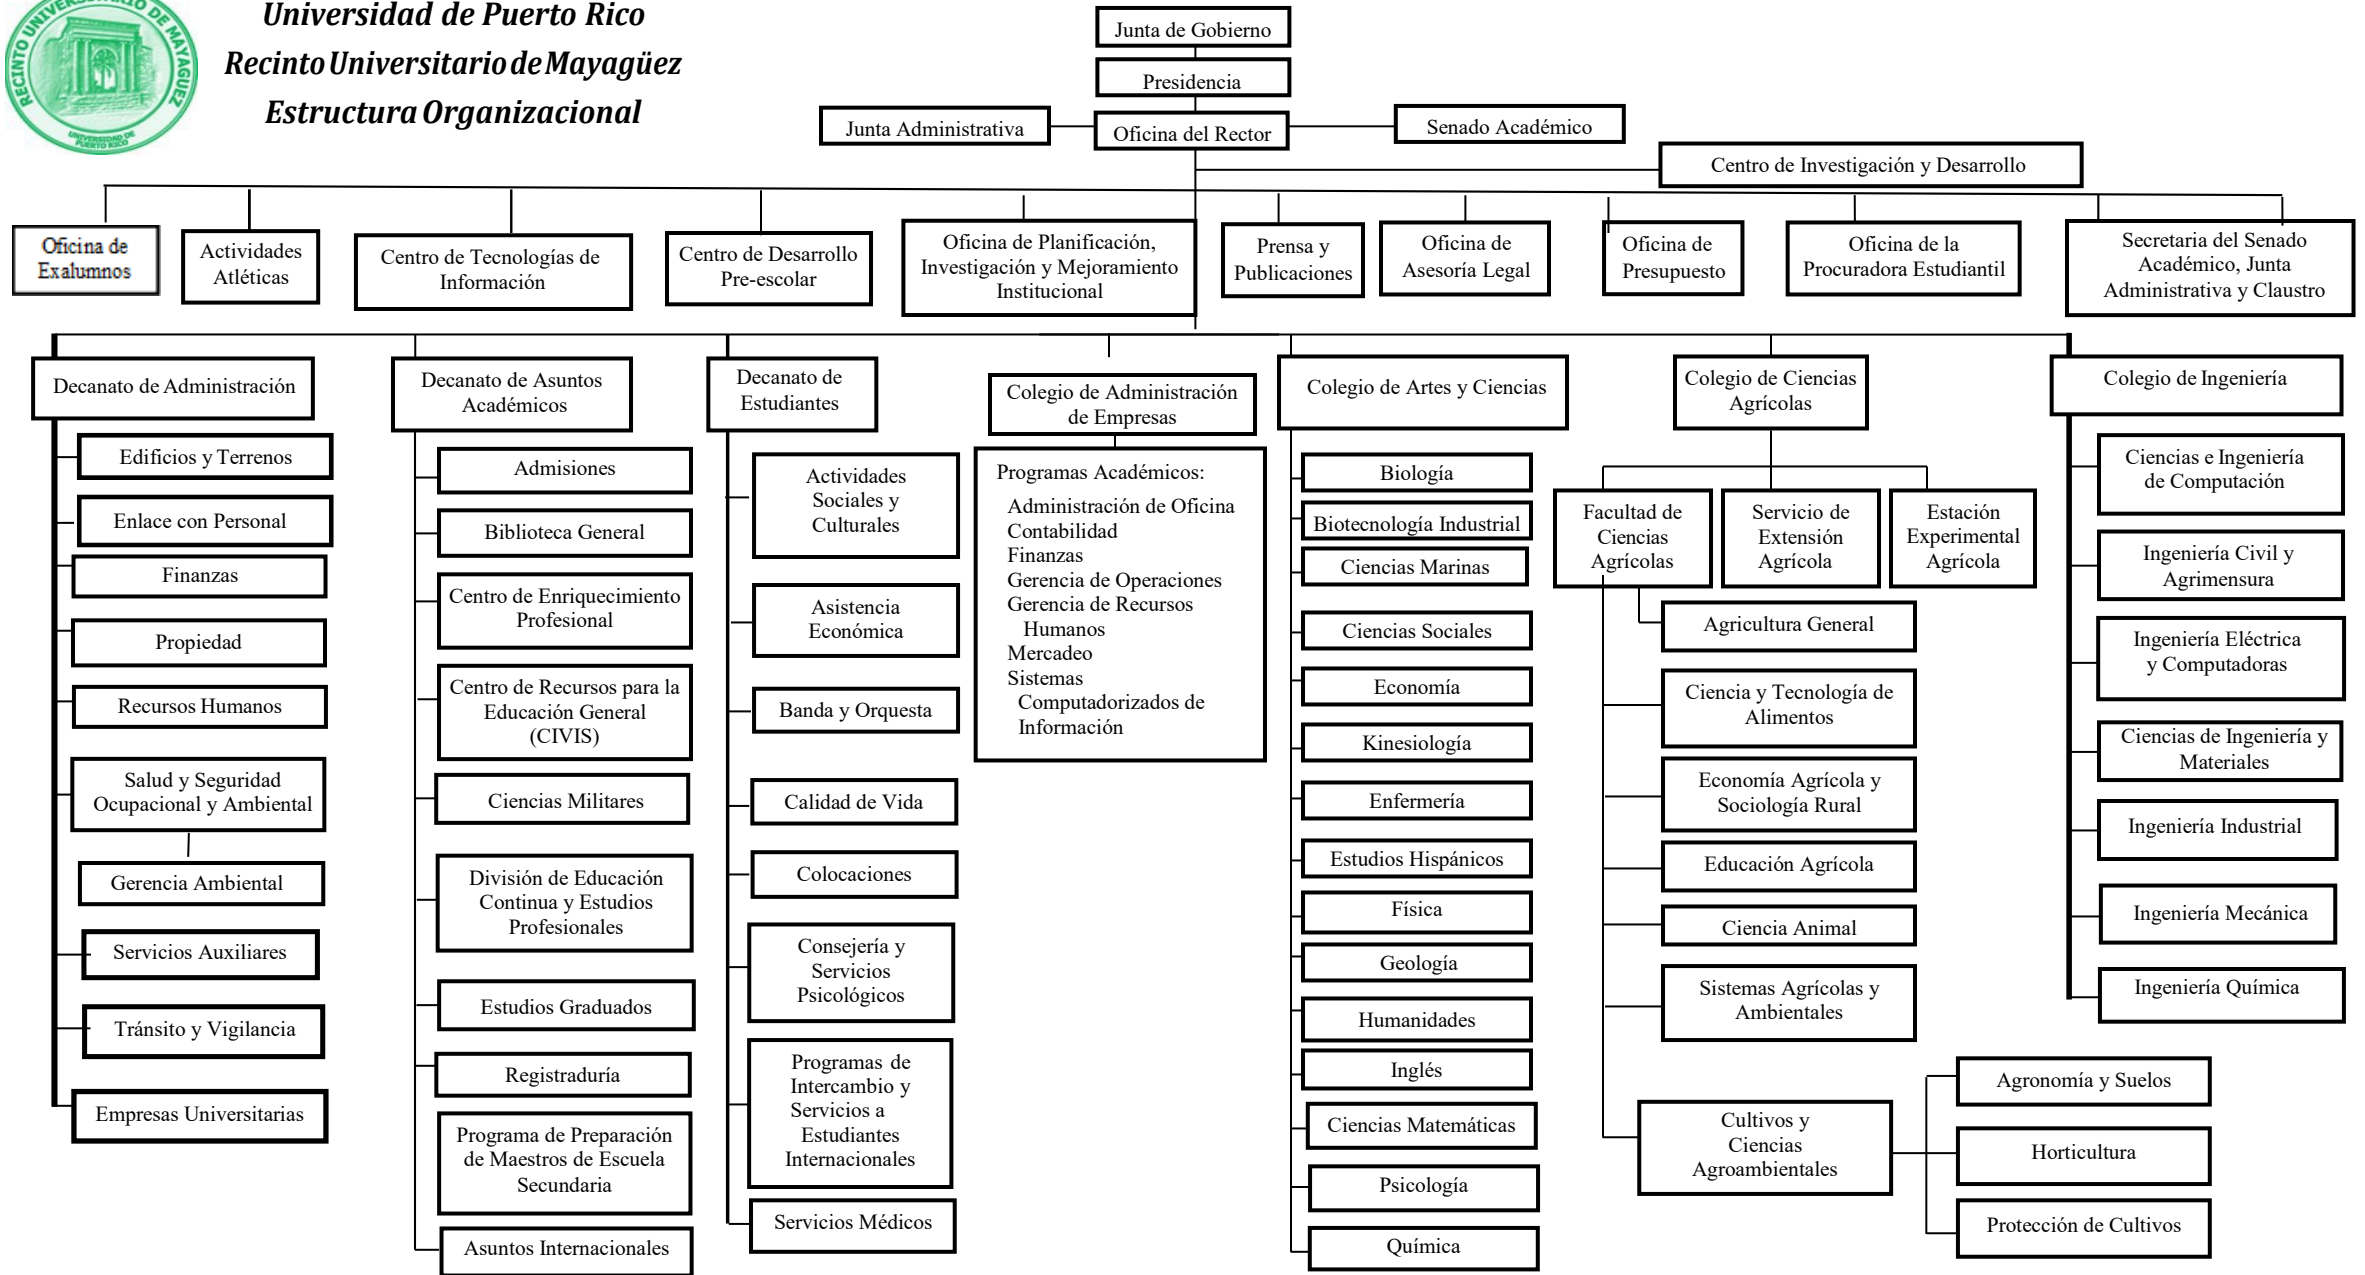 RECINTO UNIVERSITARIO DE MAYAGUEZ
UNIVERSIDAD DE
PUERTO RICO
Universidad de Puerto Rico
Recinto Universitario de Mayagüez
Estructura Organizacional
Junta de Gobierno
Presidencia
Junta Administrativa
Oficina del Rector
Senado Académico
Centro de Investigación y Desarrollo
Oficina de
Exalumnos
Actividades
Atléticas
Centro de Tecnologías de
Información
Centro de Desarrollo
Pre-escolar
Oficina de Planificación,
Investigación y Mejoramiento
Institucional
Prensa y
Publicaciones
Oficina de
Asesoría Legal
Oficina de
Presupuesto
Oficina de la
Procuradora Estudiantil
Secretaria del Senado
Académico, Junta
Administrativa y Claustro
Decanato de Administración
Edificios y Terrenos
Enlace con Personal
Finanzas
Propiedad
Recursos Humanos
Salud y Seguridad
Ocupacional y Ambiental
Gerencia Ambiental
Servicios Auxiliares
Tránsito y Vigilancia
Empresas Universitarias
Decanato de Asuntos
Académicos
Admisiones
Biblioteca General
Centro de Enriquecimiento
Profesional
Centro de Recursos para la
Educación General
(CIVIS)
Ciencias Militares
División de Educación
Continua y Estudios
Profesionales
Estudios Graduados
Registraduría
Programa de Preparación
de Maestros de Escuela
Secundaria
Asuntos Internacionales
Decanato de
Estudiantes
Actividades
Sociales y
Culturales
Asistencia
Económica
Banda y Orquesta
Calidad de Vida
Colocaciones
Consejería y
Servicios
Psicológicos
Programas de
Intercambio y
Servicios a
Estudiantes
Internacionales
Servicios Médicos
Colegio de Administración
de Empresas
Programas Académicos:
Administración de Oficina
Contabilidad
Finanzas
Gerencia de Operaciones
Gerencia de Recursos
Humanos
Mercadeo
Sistemas
Computadorizados de
Información
Colegio de Artes y Ciencias
Biología
Biotecnología Industrial
Ciencias Marinas
Ciencias Sociales
Economía
Kinesiología
Enfermería
Estudios Hispánicos
Física
Geología
Humanidades
Inglés
Ciencias Matemáticas
Psicología
Química
Colegio de Ciencias
Agrícolas
Facultad de
Ciencias
Agrícolas
Servicio de
Extensión
Agrícola
Estación
Experimental
Agrícola
Agricultura General
Ciencia y Tecnología de
Alimentos
Economía Agrícola y
Sociología Rural
Educación Agrícola
Ciencia Animal
Sistemas Agrícolas y
Ambientales
Cultivos y
Ciencias
Agroambientales
Agronomía y Suelos
Horticultura
Protección de Cultivos
Colegio de Ingeniería
Ciencias e Ingeniería
de Computación
Ingeniería Civil y
Agrimensura
Ingeniería Eléctrica
y Computadoras
Ciencias de Ingeniería y
Materiales
Ingeniería Industrial
Ingeniería Mecánica
Ingeniería Química